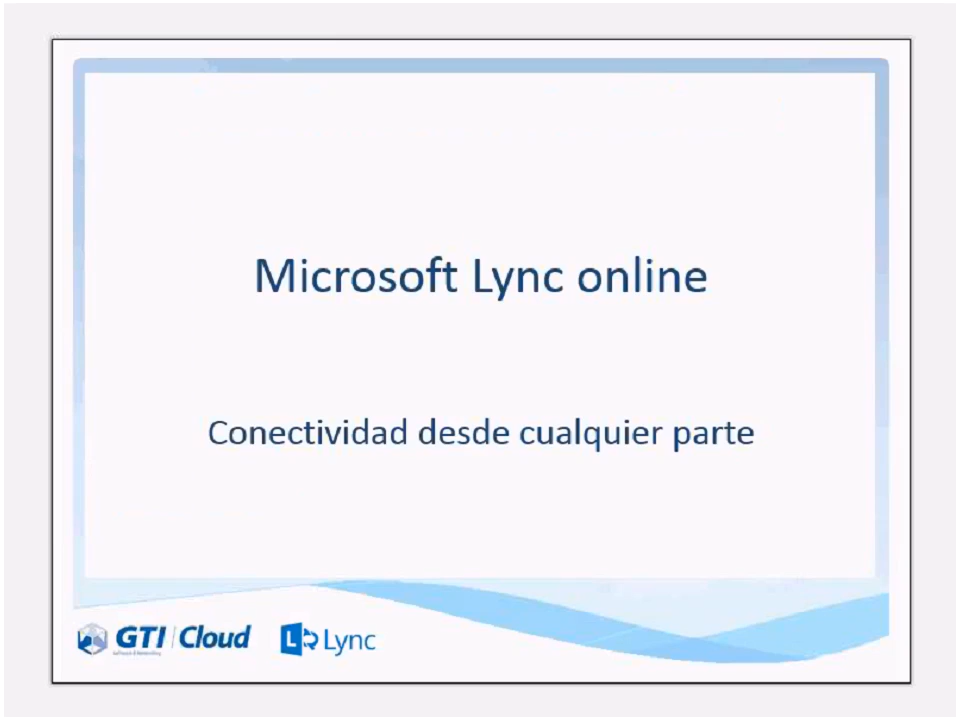 Microsoft Lync online
Conectividad desde cualquier parte
GTI Cloud
Lync